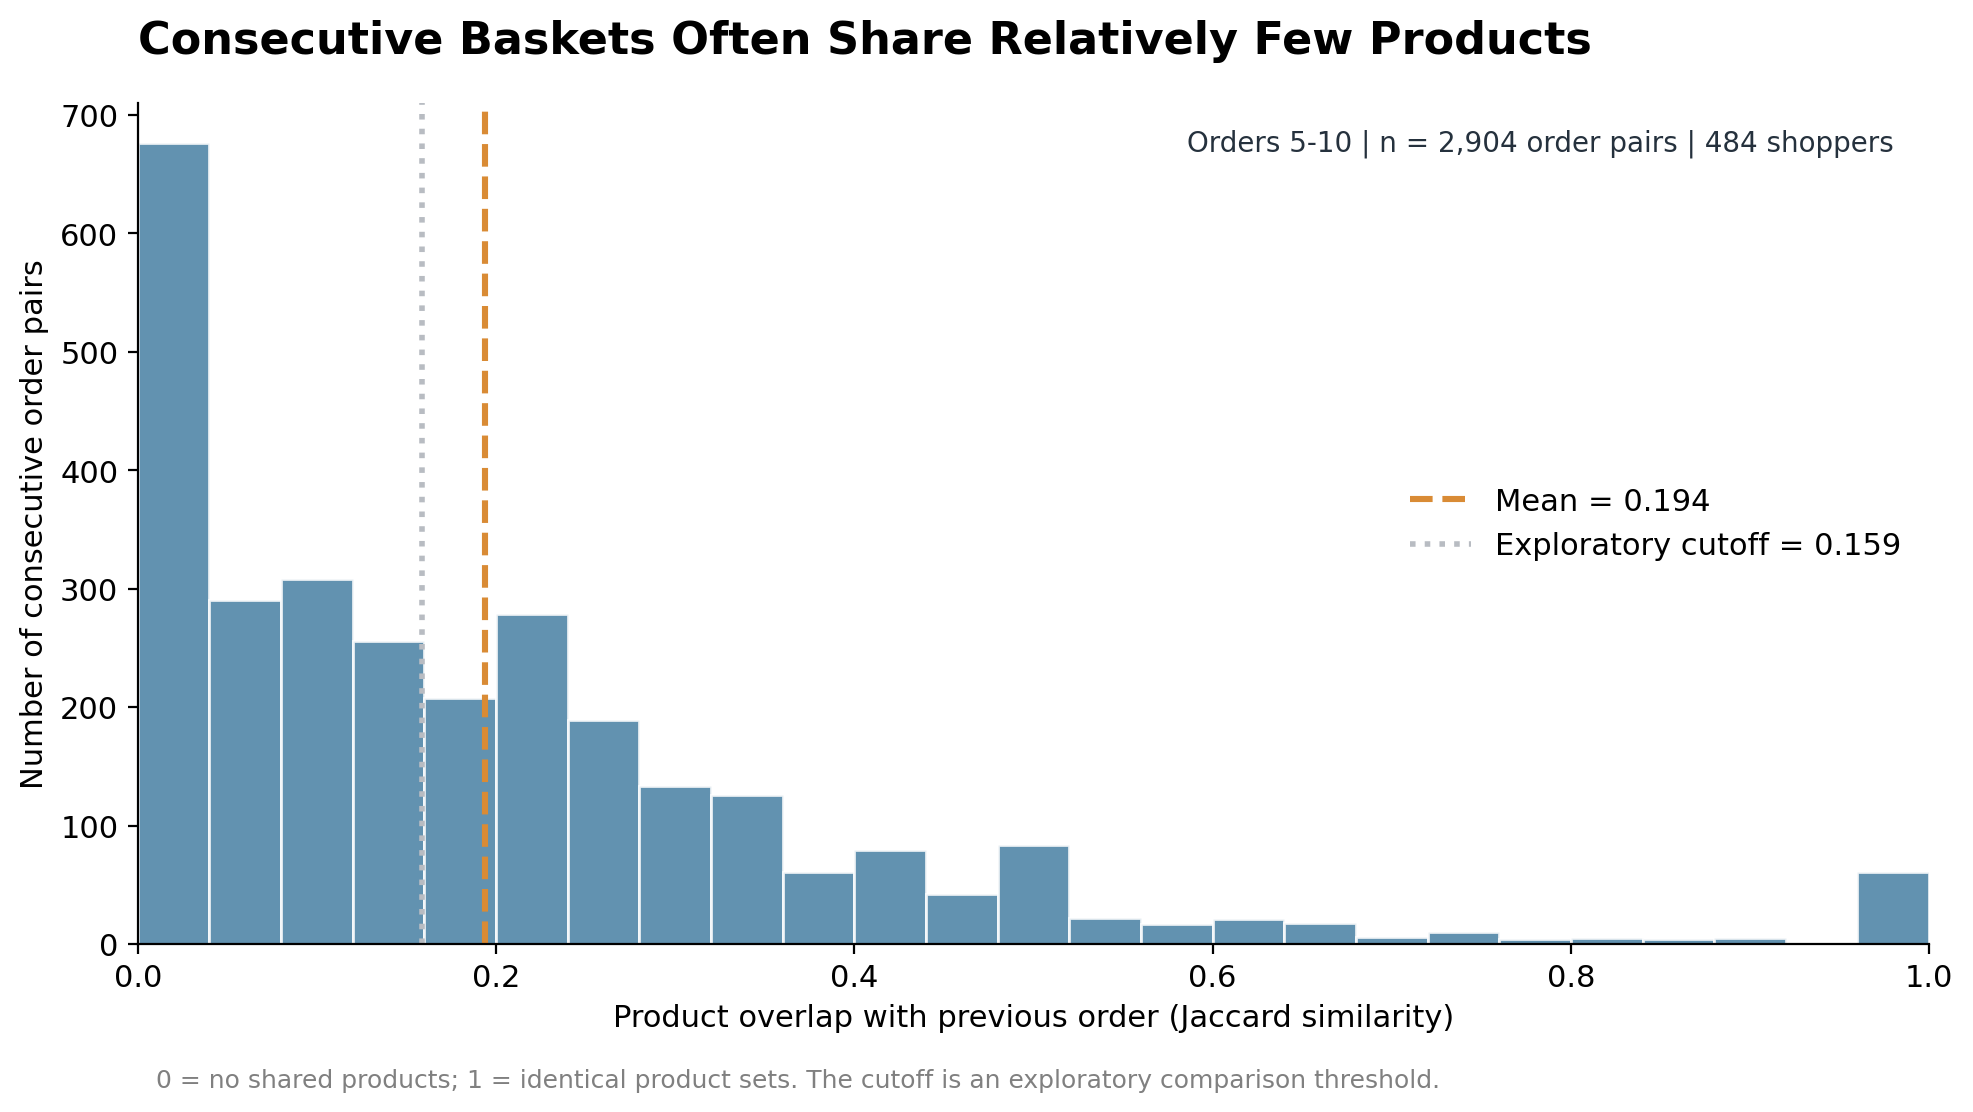 Consecutive Baskets Often Share Relatively Few Products
Orders 5-10 | n = 2,904 order pairs | 484 shoppers
Number of consecutive order pairs
700
600
500
400
300
200
100
0
Mean = 0.194
Exploratory cutoff = 0.159
0.0 0.2 0.4 0.6 0.8 1.0
Product overlap with previous order (Jaccard similarity)
0 = no shared products; 1 = identical product sets. The cutoff is an exploratory comparison threshold.